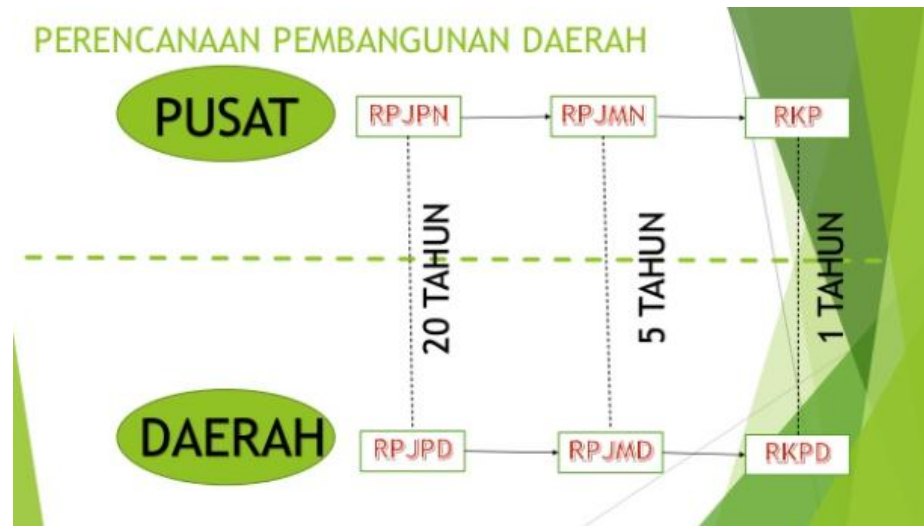 PERENCANAAN PEMBANGUNAN DAERAH
PUSAT
RPJPN
RPJMN
RKP
20 TAHUN
5 TAHUN
1 TAHUN
DAERAH
RPJPD
RPJMD
RKPD